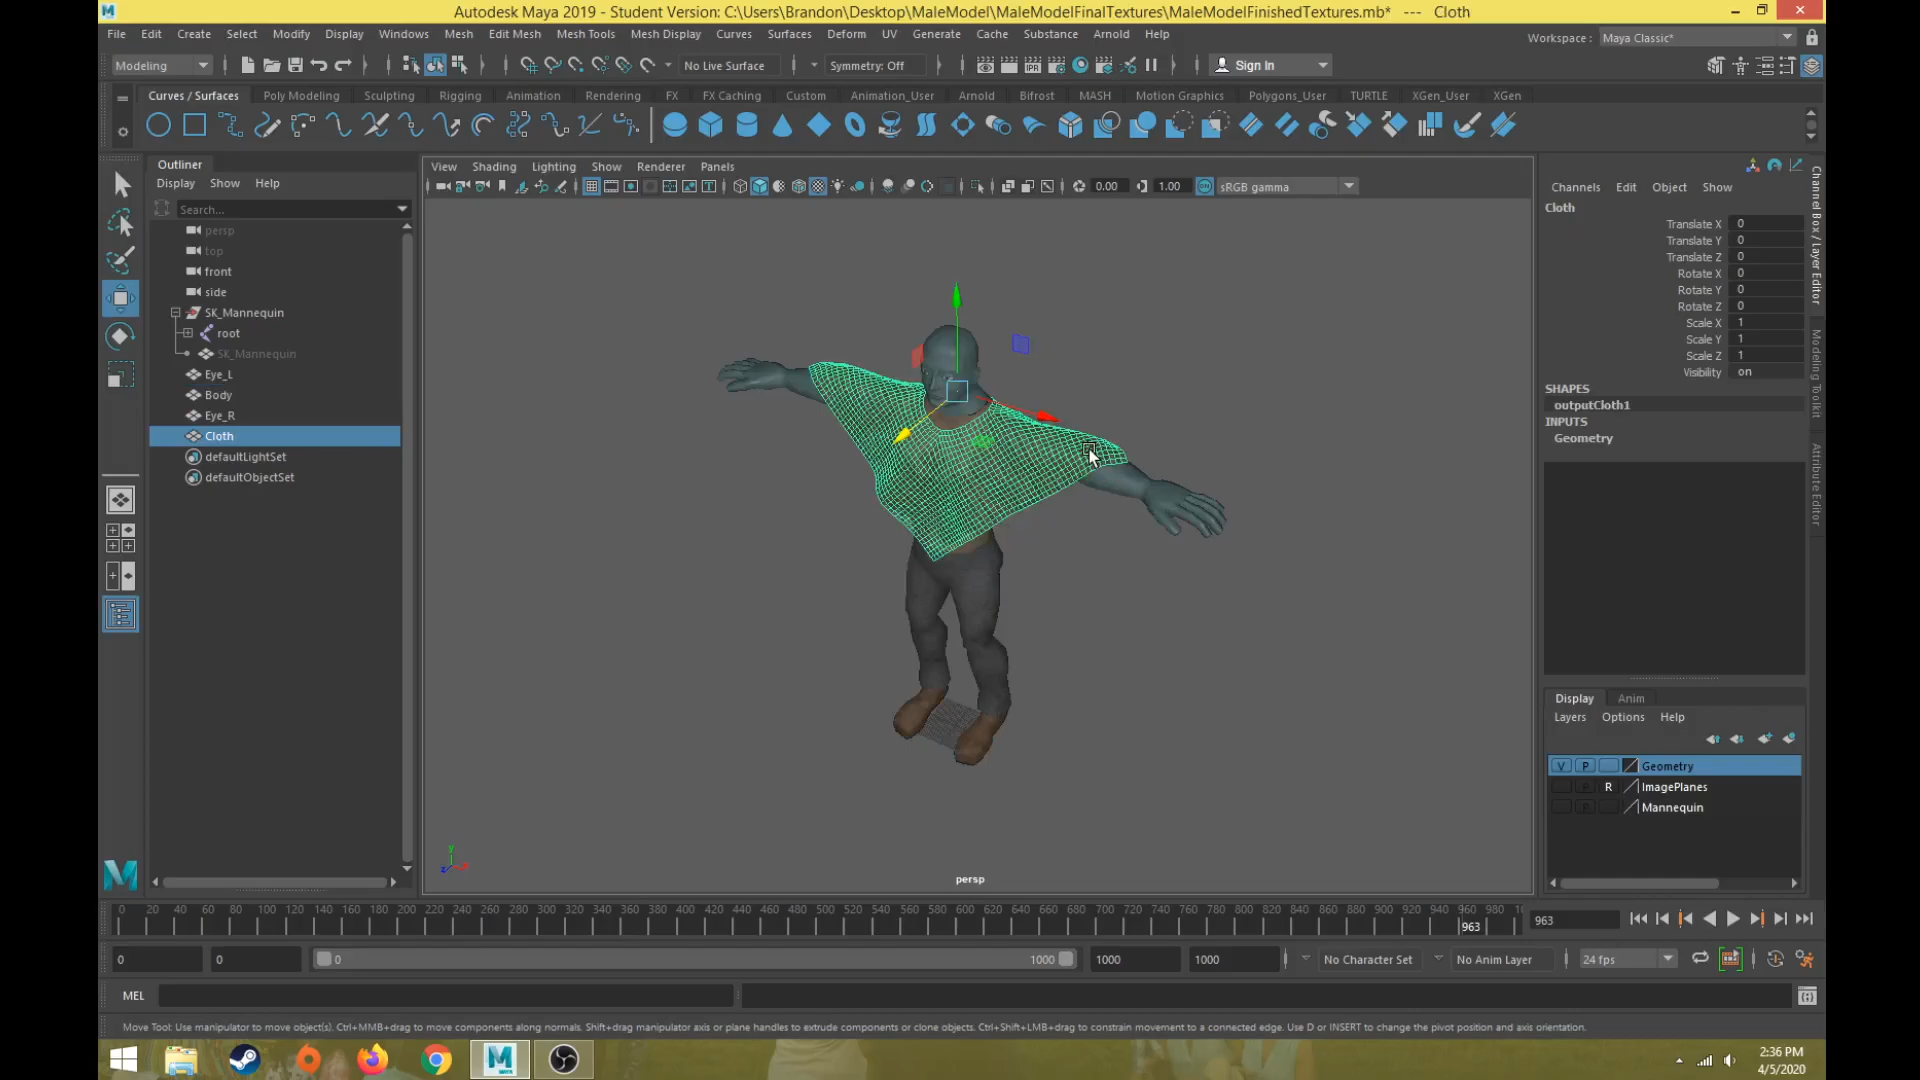 Autodesk Maya 2019 - Student Version: C:\Users\Brandon\Desktop\MaleModel\MaleModelFinalTextures\MaleModelFinishedTextures.mb* --- Cloth
File Edit Create Select Modify Display Windows Mesh Edit Mesh Mesh Tools Mesh Display Curves Surfaces Deform UV Generate Cache Substance Arnold Help
Workspace : Maya Classic*
Modeling No Live Surface Symmetry: Off Sign In
Curves / Surfaces Poly Modeling Sculpting Rigging Animation Rendering FX FX Caching Custom Animation_User Arnold Bifrost MASH Motion Graphics Polygons_User TURTLE XGen_User XGen
Outliner
Display Show Help
Search...
persp
top
front
side
SK_Mannequin
root
SK_Mannequin
Eye_L
Body
Eye_R
Cloth
defaultLightSet
defaultObjectSet
View Shading Lighting Show Renderer Panels
IPR
0.00 1.00 sRGB gamma
y
persp
Channels Edit Object Show
Cloth
Translate X 0
Translate Y 0
Translate Z 0
Rotate X 0
Rotate Y 0
Rotate Z 0
Scale X 1
Scale Y 1
Scale Z 1
Visibility on
SHAPES
outputCloth1
INPUTS
Geometry
Channel Box / Layer Editor
Modeling Toolkit
Attribute Editor
Display Anim
Layers Options Help
V P Geometry
P R ImagePlanes
P Mannequin
0 20 40 60 80 100 120 140 160 180 200 220 240 260 280 300 320 340 360 380 400 420 440 460 480 500 520 540 560 580 600 620 640 660 680 700 720 740 760 780 800 820 840 860 880 900 920 940 960 980
963
963
0 0 0 1000 1000 1000 No Character Set No Anim Layer 24 fps
MEL
Move Tool: Use manipulator to move object(s). Ctrl+MMB+drag to move components along normals. Shift+drag manipulator axis or plane handles to extrude components or clone objects. Ctrl+Shift+LMB+drag to constrain movement to a connected edge. Use D or INSERT to change the pivot position and axis orientation.
2:36 PM
4/5/2020